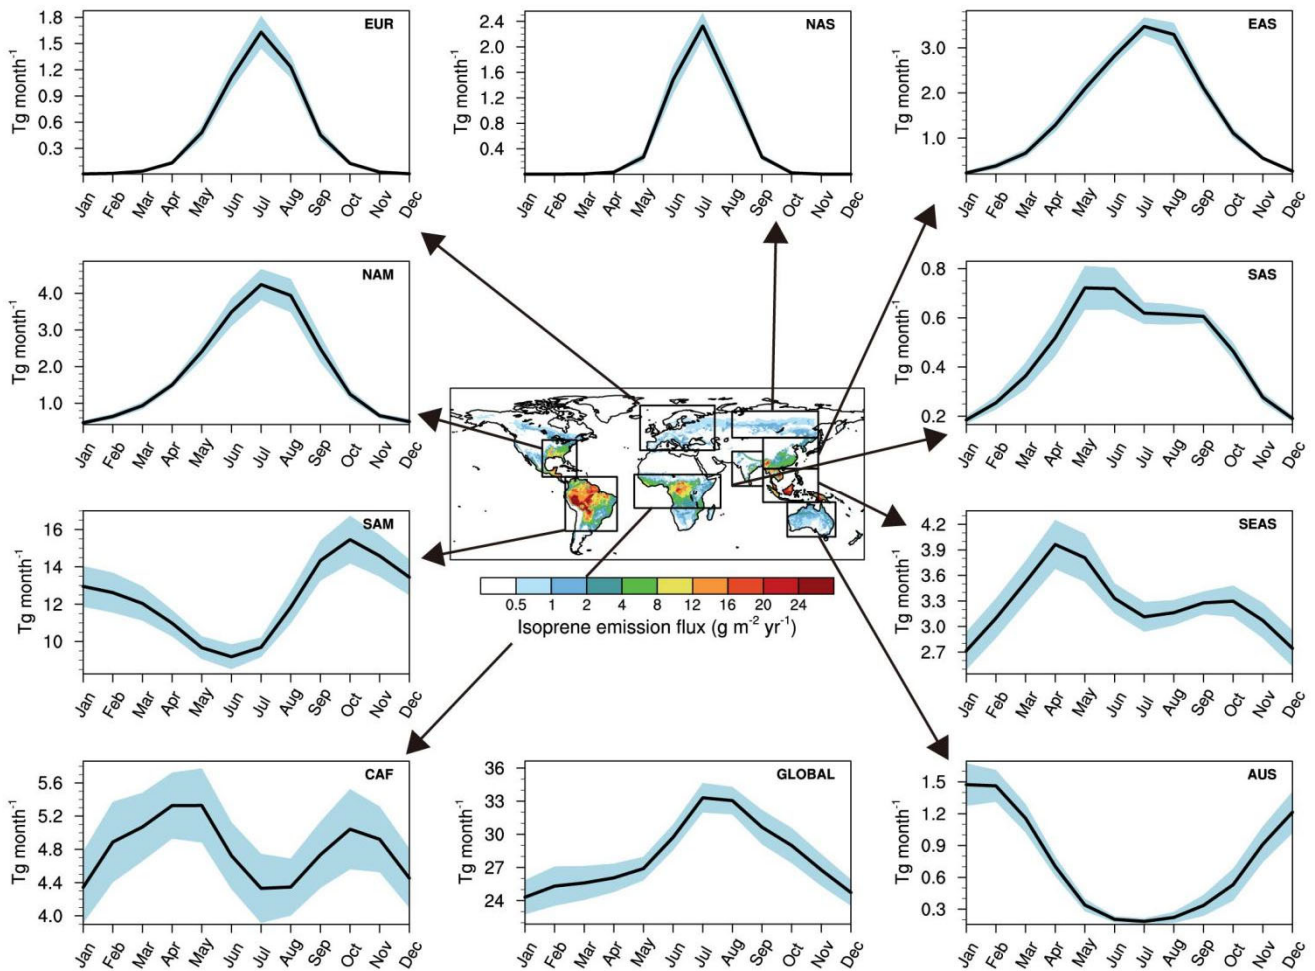 EUR
Tg month-1
1.8
1.5
1.2
0.9
0.6
0.3
Jan Feb Mar Apr May Jun Jul Aug Sep Oct Nov Dec
NAS
Tg month-1
2.4
2.0
1.6
1.2
0.8
0.4
Jan Feb Mar Apr May Jun Jul Aug Sep Oct Nov Dec
EAS
Tg month-1
3.0
2.0
1.0
Jan Feb Mar Apr May Jun Jul Aug Sep Oct Nov Dec
NAM
Tg month-1
4.0
3.0
2.0
1.0
Jan Feb Mar Apr May Jun Jul Aug Sep Oct Nov Dec
SAS
Tg month-1
0.8
0.6
0.4
0.2
Jan Feb Mar Apr May Jun Jul Aug Sep Oct Nov Dec
SAM
Tg month-1
16
14
12
10
Jan Feb Mar Apr May Jun Jul Aug Sep Oct Nov Dec
0.5 1 2 4 8 12 16 20 24
Isoprene emission flux (g m-2 yr-1)
SEAS
Tg month-1
4.2
3.9
3.6
3.3
3.0
2.7
Jan Feb Mar Apr May Jun Jul Aug Sep Oct Nov Dec
CAF
Tg month-1
5.6
5.2
4.8
4.4
4.0
Jan Feb Mar Apr May Jun Jul Aug Sep Oct Nov Dec
GLOBAL
Tg month-1
36
33
30
27
24
Jan Feb Mar Apr May Jun Jul Aug Sep Oct Nov Dec
AUS
Tg month-1
1.5
1.2
0.9
0.6
0.3
Jan Feb Mar Apr May Jun Jul Aug Sep Oct Nov Dec